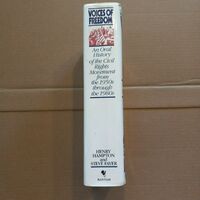 VOICES OF
FREEDOM
An Oral
History
of the Civil
Rights
Movement
from the
1950s
through
the 1980s
HENRY
HAMPTON
and
STEVE FAYER
BANTAM